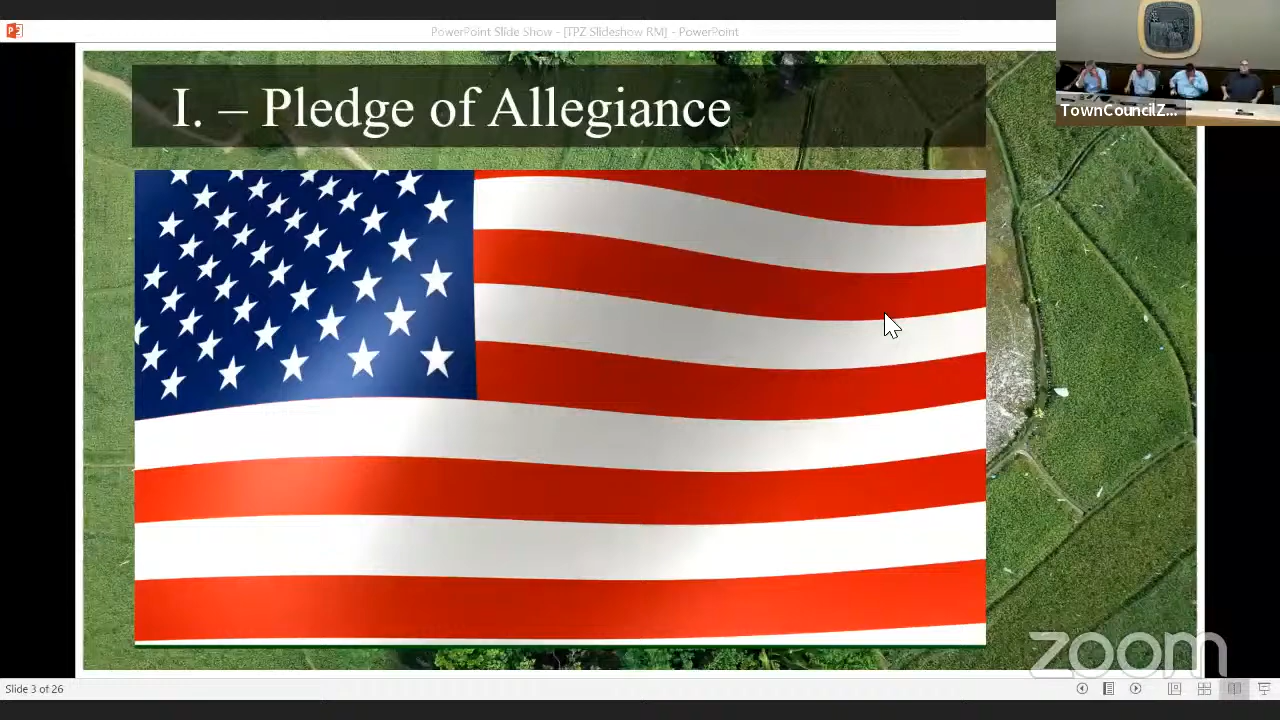 PowerPoint Slide Show - [TPZ Slideshow RM] - PowerPoint
I. – Pledge of Allegiance
TownCouncilZ...
zoom
Slide 3 of 26